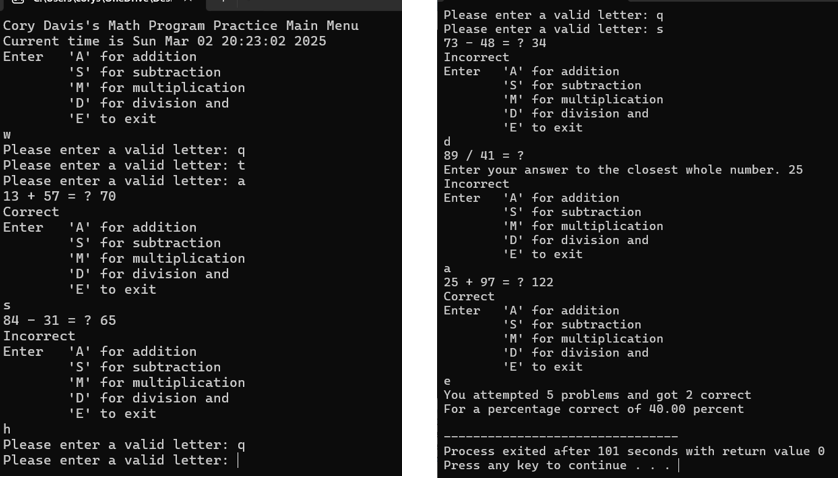 Cory Davis's Math Program Practice Main Menu
Current time is Sun Mar 02 20:23:02 2025
Enter   'A' for addition
        'S' for subtraction
        'M' for multiplication
        'D' for division and
        'E' to exit
w
Please enter a valid letter: q
Please enter a valid letter: t
Please enter a valid letter: a
13 + 57 = ? 70
Correct
Enter   'A' for addition
        'S' for subtraction
        'M' for multiplication
        'D' for division and
        'E' to exit
s
84 - 31 = ? 65
Incorrect
Enter   'A' for addition
        'S' for subtraction
        'M' for multiplication
        'D' for division and
        'E' to exit
h
Please enter a valid letter: q
Please enter a valid letter:
Please enter a valid letter: q
Please enter a valid letter: s
73 - 48 = ? 34
Incorrect
Enter   'A' for addition
        'S' for subtraction
        'M' for multiplication
        'D' for division and
        'E' to exit
d
89 / 41 = ?
Enter your answer to the closest whole number. 25
Incorrect
Enter   'A' for addition
        'S' for subtraction
        'M' for multiplication
        'D' for division and
        'E' to exit
a
25 + 97 = ? 122
Correct
Enter   'A' for addition
        'S' for subtraction
        'M' for multiplication
        'D' for division and
        'E' to exit
e
You attempted 5 problems and got 2 correct
For a percentage correct of 40.00 percent
--------------------------------
Process exited after 101 seconds with return value 0
Press any key to continue . . .